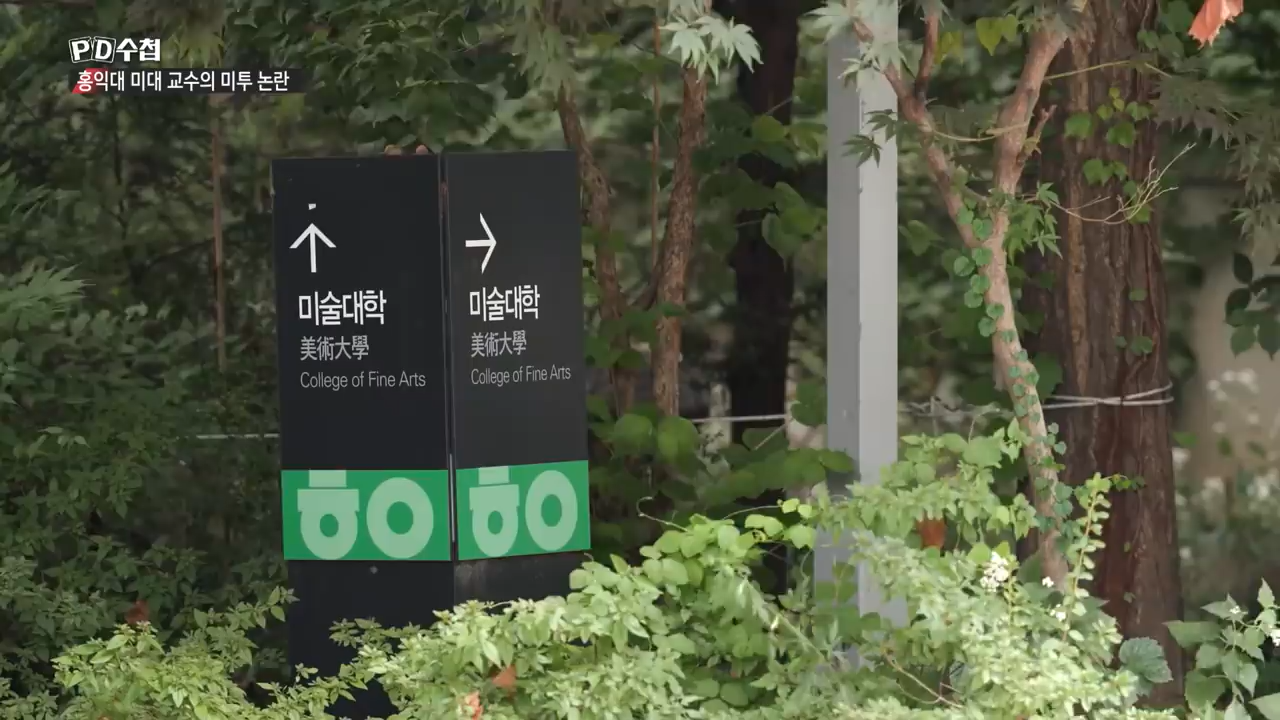 PD수첩
홍익대 미대 교수의 미투 논란
↑
미술대학
美術大學
College of Fine Arts
ㅎㅇ
→
미술대학
美術大學
College of Fine Arts
ㅎㅇ